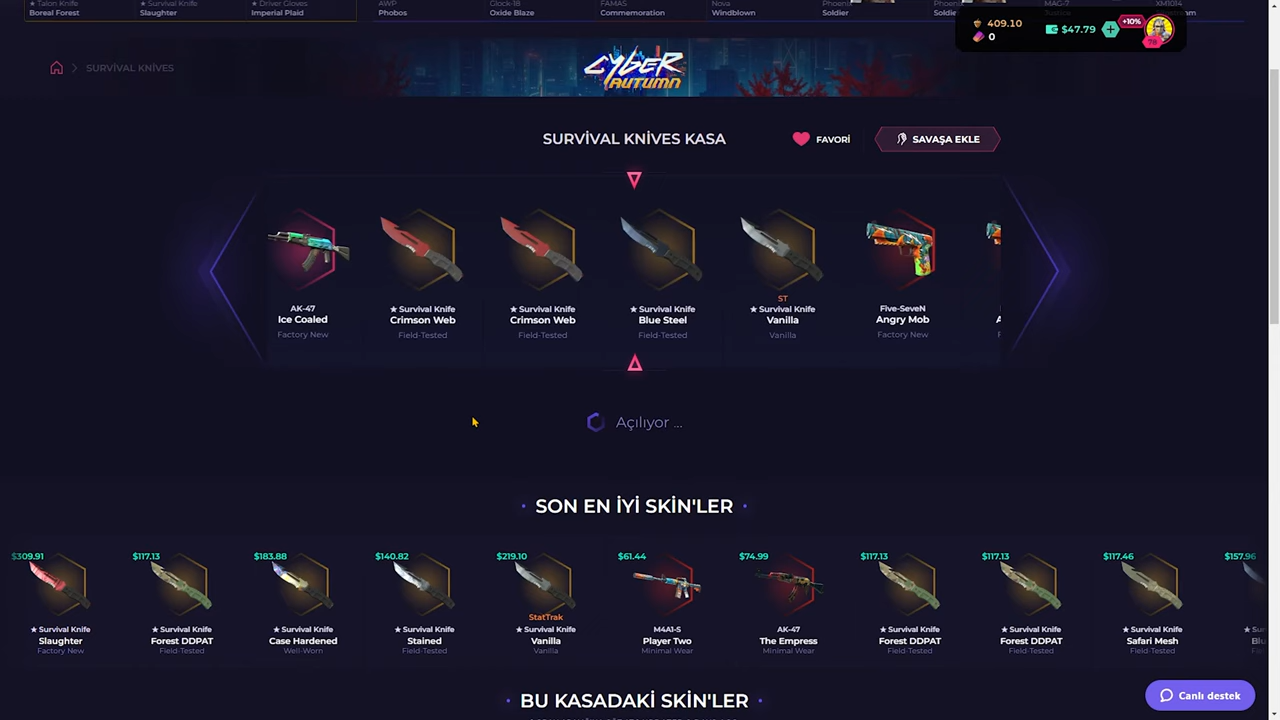 ★ Talon Knife
Boreal Forest
★ Survival Knife
Slaughter
★ Driver Gloves
Imperial Plaid
AWP
Phobos
Glock-18
Oxide Blaze
FAMAS
Commemoration
Nova
Windblown
Soldier
Soldier
MAG-7
XM1014
409.10
0
$47.79
+10%
78
SURVİVAL KNİVES
CYBER
AUTUMN
SURVİVAL KNİVES KASA
FAVORİ
SAVAŞA EKLE
AK-47
Ice Coaled
Factory New
★ Survival Knife
Crimson Web
Field-Tested
★ Survival Knife
Crimson Web
Field-Tested
★ Survival Knife
Blue Steel
Field-Tested
ST
★ Survival Knife
Vanilla
Vanilla
Five-SeveN
Angry Mob
Factory New
Açılıyor ...
SON EN İYİ SKİN'LER
$309.91
★ Survival Knife
Slaughter
Factory New
$117.13
★ Survival Knife
Forest DDPAT
Field-Tested
$183.88
★ Survival Knife
Case Hardened
Well-Worn
$140.82
★ Survival Knife
Stained
Field-Tested
$219.10
StatTrak
★ Survival Knife
Vanilla
Vanilla
$61.44
M4A1-S
Player Two
Minimal Wear
$74.99
AK-47
The Empress
Minimal Wear
$117.13
★ Survival Knife
Forest DDPAT
Field-Tested
$117.13
★ Survival Knife
Forest DDPAT
Field-Tested
$117.46
★ Survival Knife
Safari Mesh
Field-Tested
$157.96
BU KASADAKİ SKİN'LER
Canlı destek